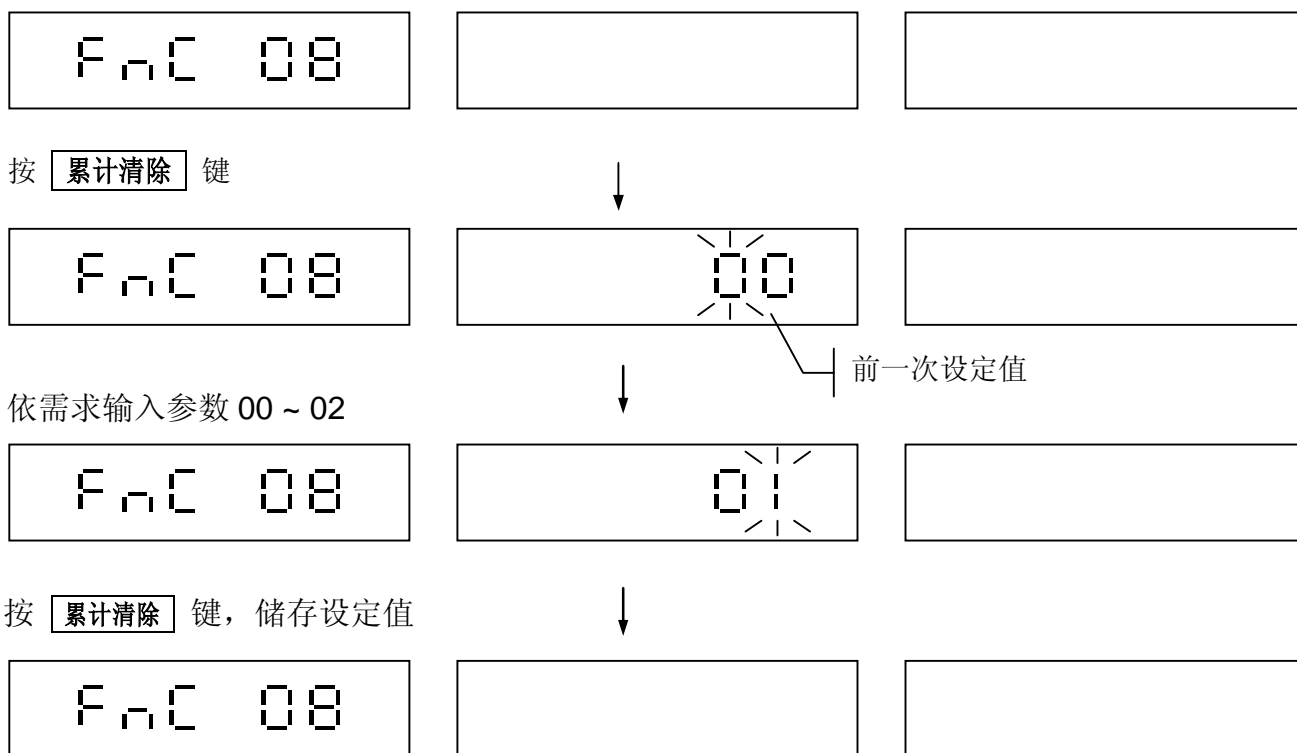 FnC 08
按 累计清除 键
FnC 08 00
前一次设定值
依需求输入参数 00 ~ 02
FnC 08 01
按 累计清除 键，储存设定值
FnC 08